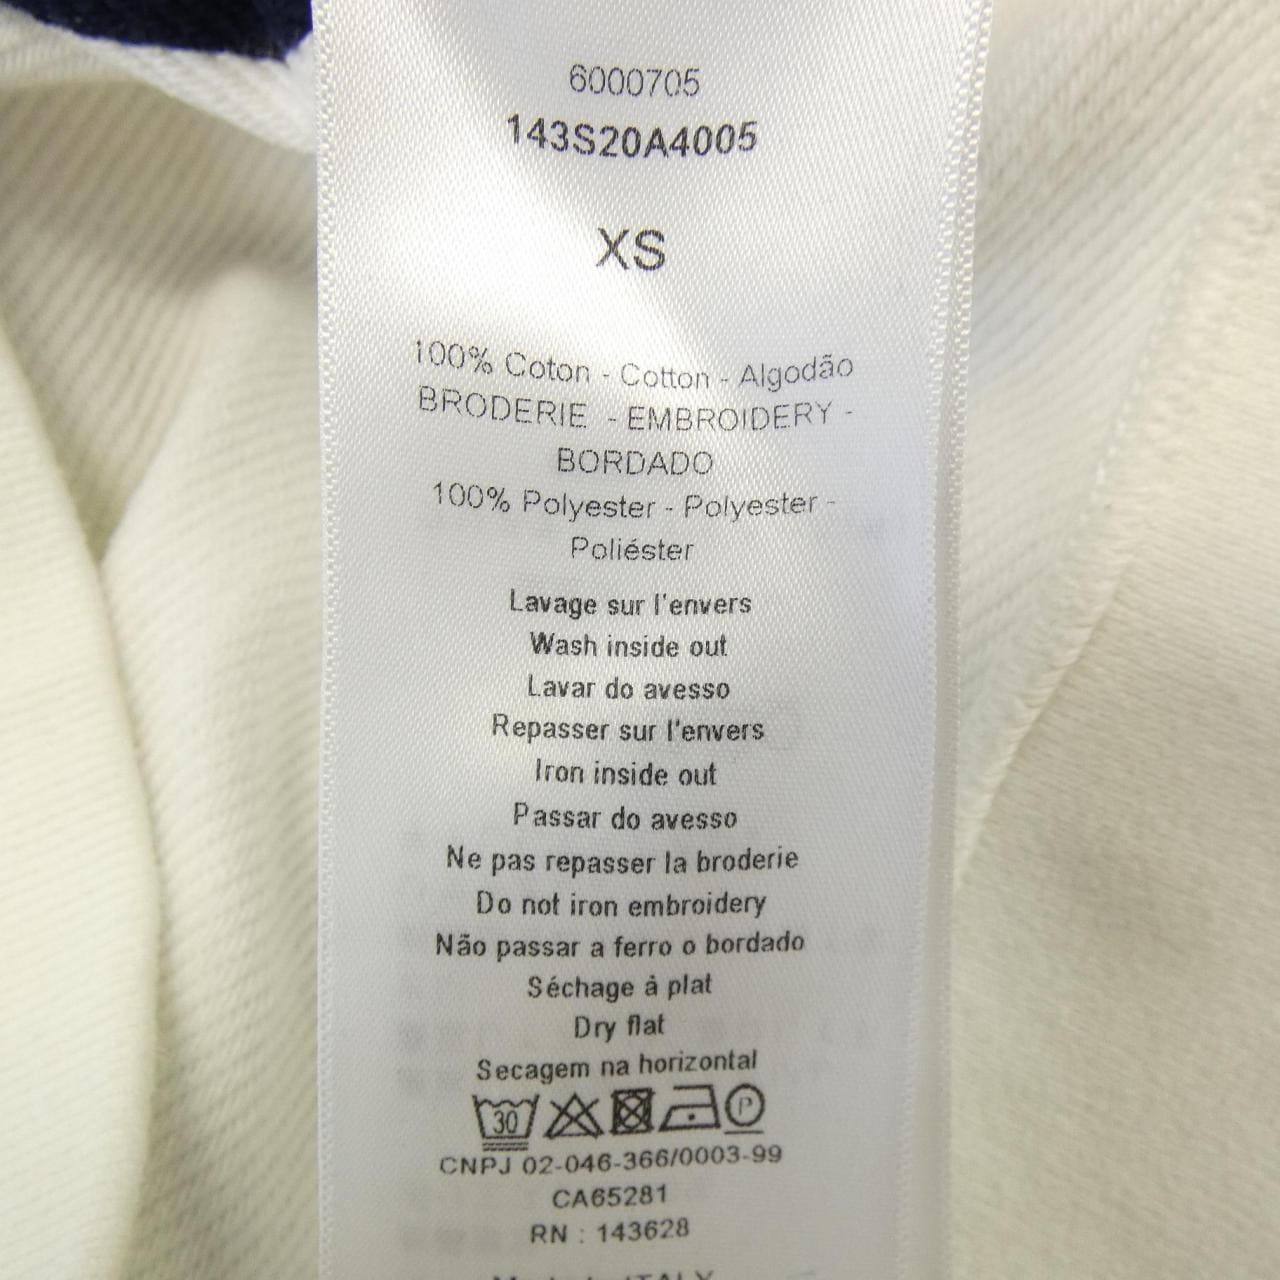 6000705
143S20A4005
XS
100% Coton - Cotton - Algodão
BRODERIE - EMBROIDERY -
BORDADO
100% Polyester - Polyester -
Poliéster
Lavage sur l'envers
Wash inside out
Lavar do avesso
Repasser sur l'envers
Iron inside out
Passar do avesso
Ne pas repasser la broderie
Do not iron embroidery
Não passar a ferro o bordado
Séchage à plat
Dry flat
Secagem na horizontal
30 P
CNPJ 02-046-366/0003-99
CA65281
RN : 143628
ITALY